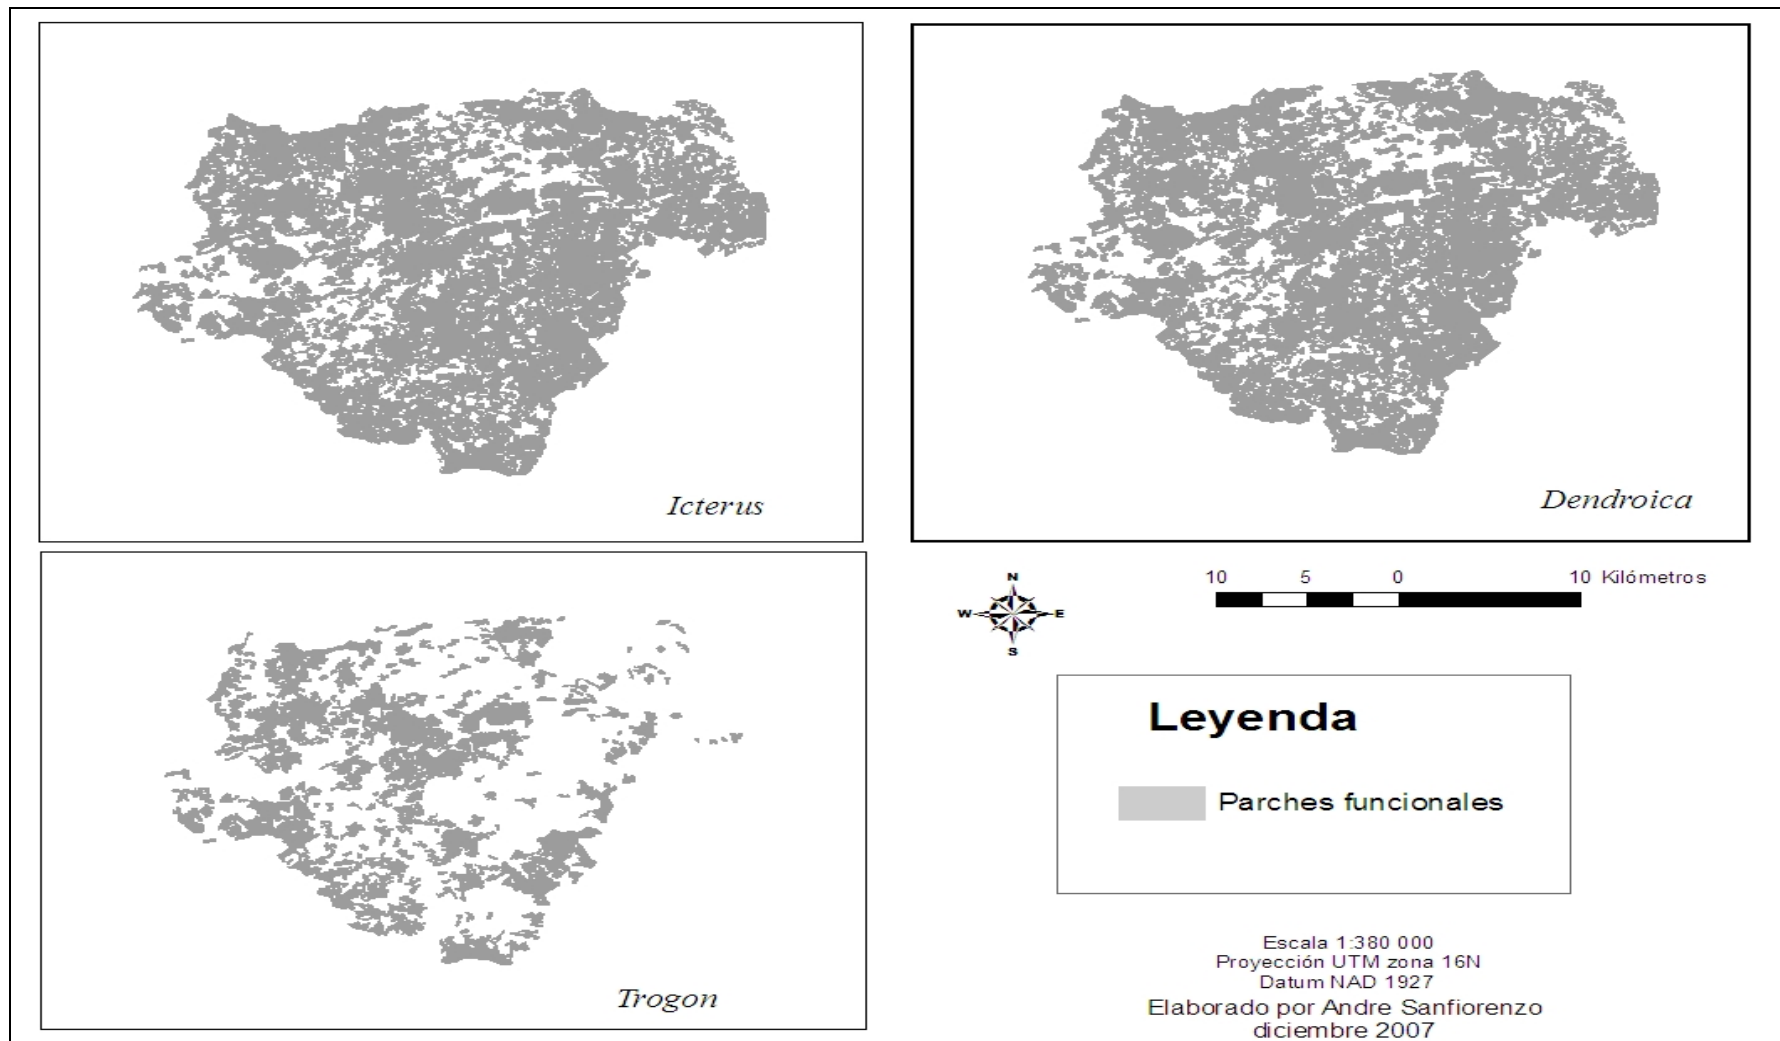 Icterus
Dendroica
Trogon
N
W E
S
10 5 0 10 Kilómetros
Leyenda
Parches funcionales
Escala 1:380 000
Proyección UTM zona 16N
Datum NAD 1927
Elaborado por Andre Sanfiorenzo
diciembre 2007